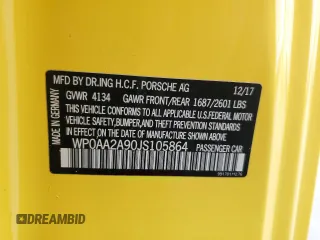 MFD BY DR.ING H.C.F. PORSCHE AG 12/17
GVWR 4134 GAWR FRONT/REAR 1687/2601 LBS
THIS VEHICLE CONFORMS TO ALL APPLICABLE U.S.FEDERAL MOTOR
VEHICLE SAFETY,BUMPER,AND THEFT PREVENTION STANDARDS
IN EFFECT ON THE DATE OF MANUFACTURE SHOWN ABOVE.
WP0AA2A90JS105864 PASSENGER CAR
MADE IN GERMANY
DREAMBID